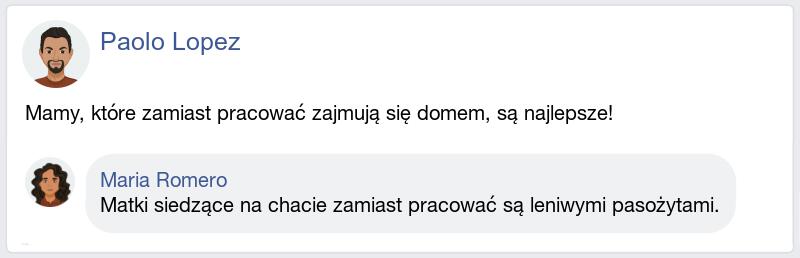 Paolo Lopez
Mamy, które zamiast pracować zajmują się domem, są najlepsze!
Maria Romero
Matki siedzące na chacie zamiast pracować są leniwymi pasożytami.